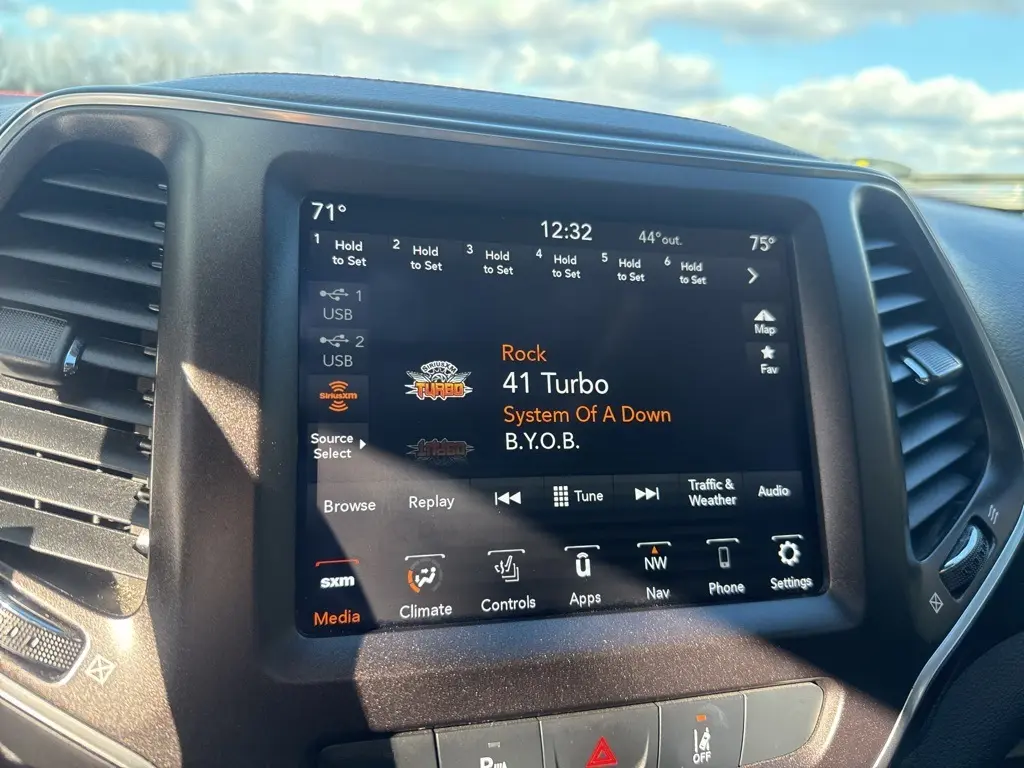 71°
12:32
44°out.
75°
1 Hold
to Set
2 Hold
to Set
3 Hold
to Set
4 Hold
to Set
5 Hold
to Set
6 Hold
to Set
1
USB
2
USB
SiriusXM
Source
Select
Map
Fav
SIRIUSXM
TURBO
Rock
41 Turbo
System Of A Down
B.Y.O.B.
Browse
Replay
Tune
Traffic &
Weather
Audio
sxm
Media
Climate
Controls
ū
Apps
NW
Nav
Phone
Settings
OFF